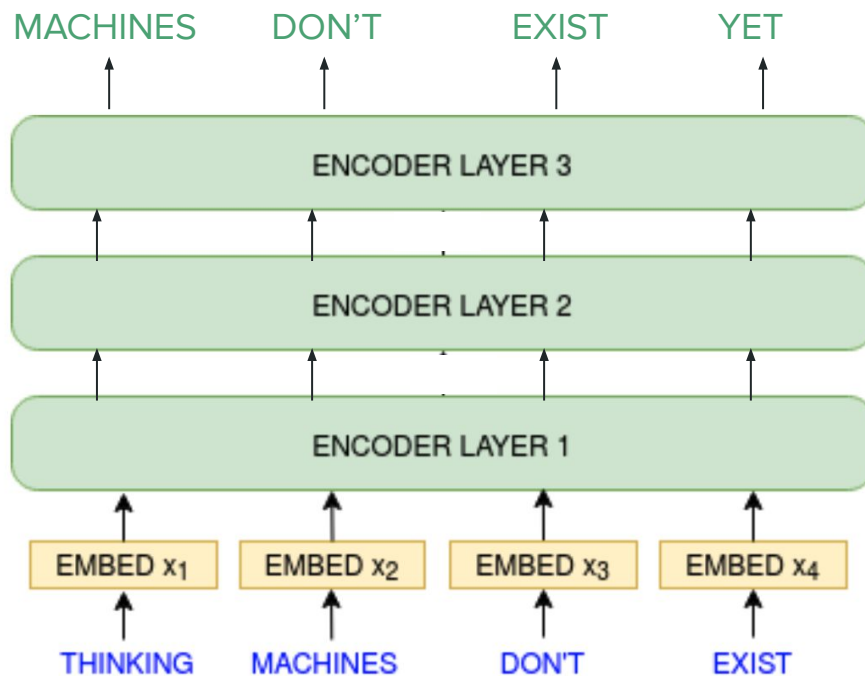 MACHINES DON’T EXIST YET
ENCODER LAYER 3
ENCODER LAYER 2
ENCODER LAYER 1
EMBED x₁ EMBED x₂ EMBED x₃ EMBED x₄
THINKING MACHINES DON'T EXIST